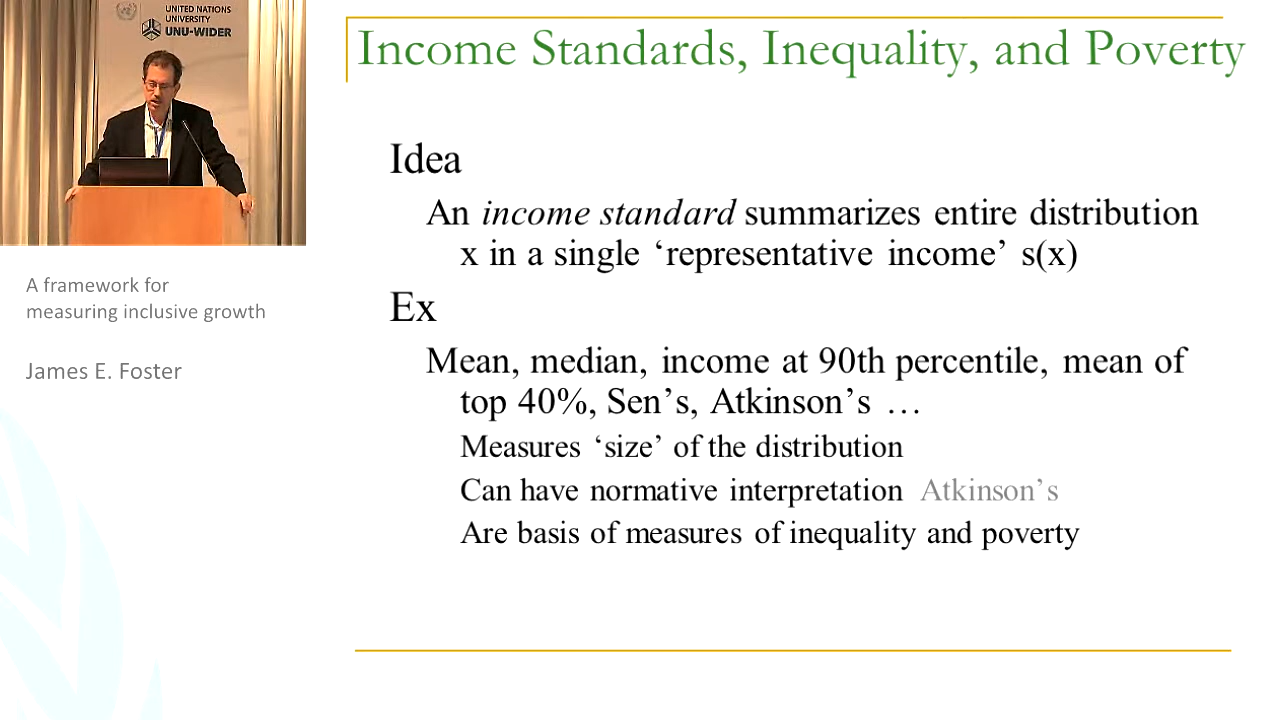 UNITED NATIONS
UNIVERSITY
UNU-WIDER
Income Standards, Inequality, and Poverty
A framework for
measuring inclusive growth
James E. Foster
Idea
An income standard summarizes entire distribution
x in a single ‘representative income’ s(x)
Ex
Mean, median, income at 90th percentile, mean of
top 40%, Sen’s, Atkinson’s …
Measures ‘size’ of the distribution
Can have normative interpretation Atkinson’s
Are basis of measures of inequality and poverty